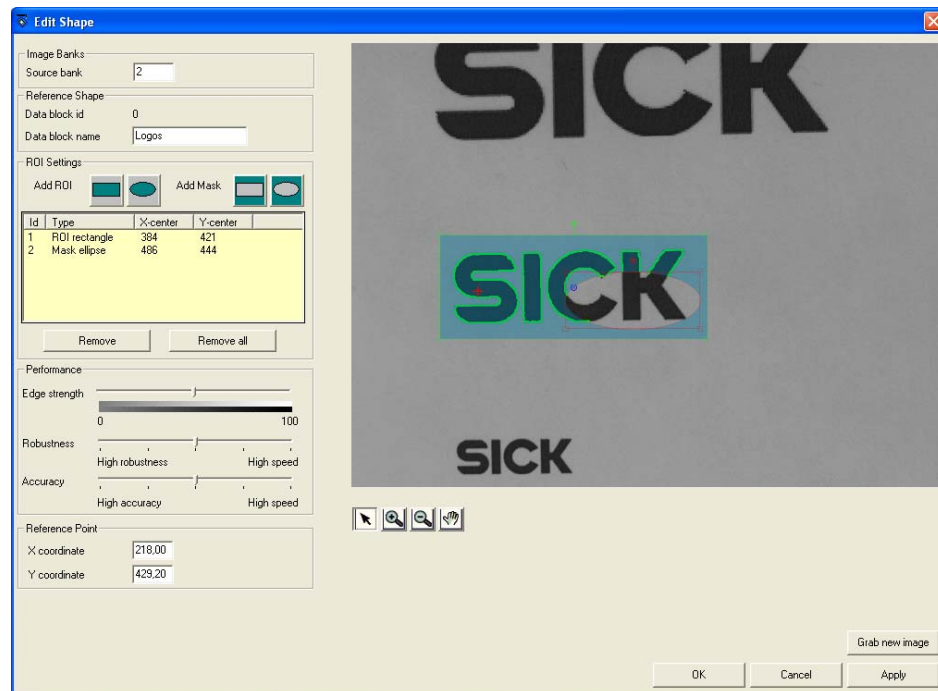 Edit Shape
Image Banks
Source bank 2
Reference Shape
Data block id 0
Data block name Logos
ROI Settings
Add ROI Add Mask
Id Type X-center Y-center
1 ROI rectangle 384 421
2 Mask ellipse 486 444
Remove Remove all
Performance
Edge strength
0 100
Robustness
High robustness High speed
Accuracy
High accuracy High speed
Reference Point
X coordinate 218,00
Y coordinate 429,20
SICK
SICK
SICK
Grab new image
OK Cancel Apply